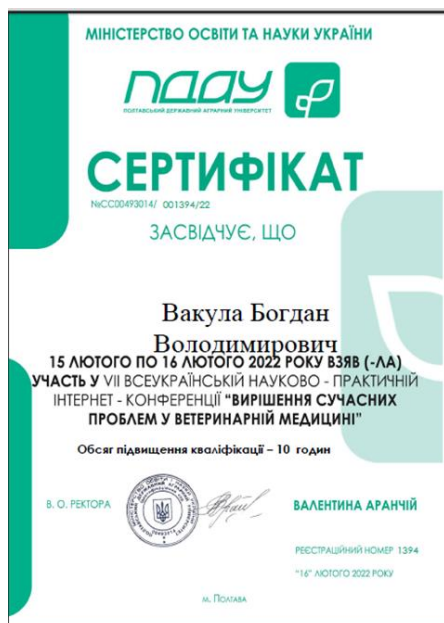 МІНІСТЕРСТВО ОСВІТИ ТА НАУКИ УКРАЇНИ
ПДАУ
ПОЛТАВСЬКИЙ ДЕРЖАВНИЙ АГРАРНИЙ УНІВЕРСИТЕТ
СЕРТИФІКАТ
№СС00493014/ 001394/22
ЗАСВІДЧУЄ, ЩО
Вакула Богдан
Володимирович
15 ЛЮТОГО ПО 16 ЛЮТОГО 2022 РОКУ ВЗЯВ (-ЛА)
УЧАСТЬ У VII ВСЕУКРАЇНСЬКІЙ НАУКОВО - ПРАКТИЧНІЙ
ІНТЕРНЕТ - КОНФЕРЕНЦІЇ “ВИРІШЕННЯ СУЧАСНИХ
ПРОБЛЕМ У ВЕТЕРИНАРНІЙ МЕДИЦИНІ”
Обсяг підвищення кваліфікації – 10 годин
В. О. РЕКТОРА
ВАЛЕНТИНА АРАНЧІЙ
РЕЄСТРАЦІЙНИЙ НОМЕР 1394
"16" ЛЮТОГО 2022 РОКУ
м. Полтава